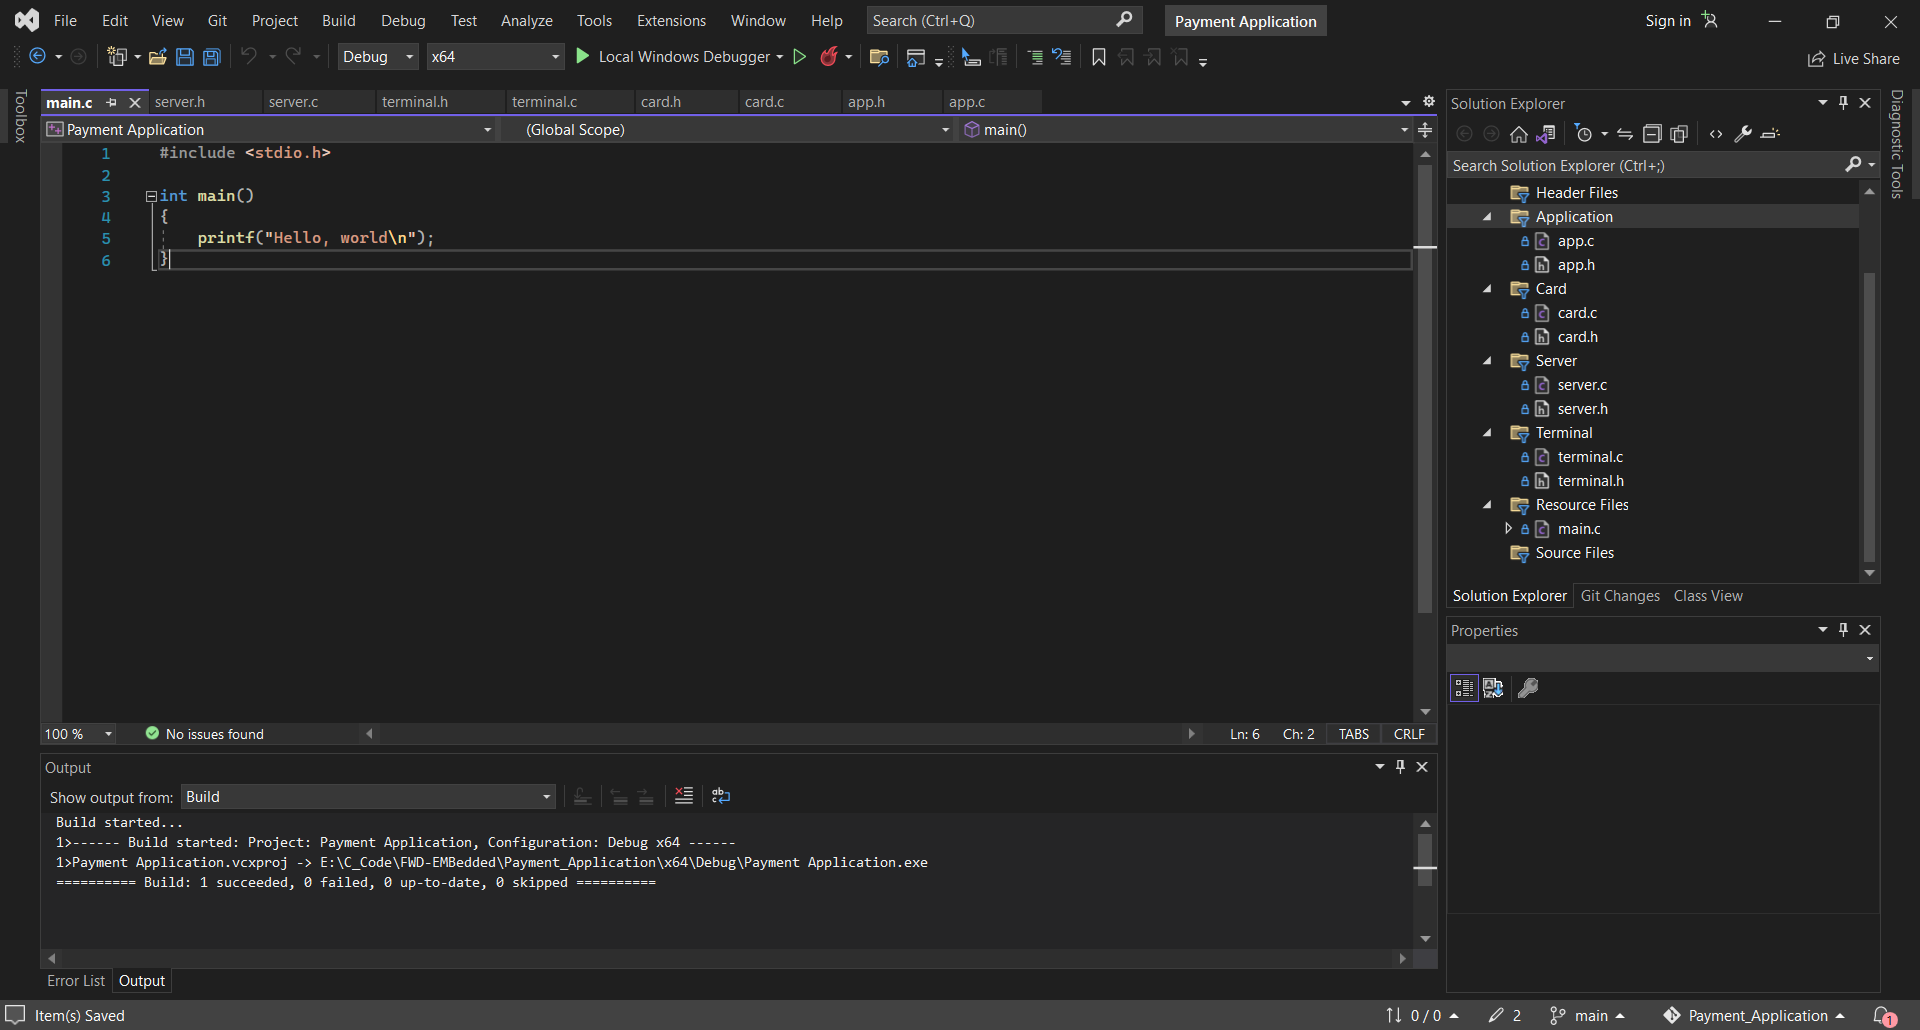 File Edit View Git Project Build Debug Test Analyze Tools Extensions Window Help Search (Ctrl+Q) Payment Application Sign in
Debug x64 Local Windows Debugger Live Share
Toolbox
main.c server.h server.c terminal.h terminal.c card.h card.c app.h app.c
Payment Application (Global Scope) main()
1 #include <stdio.h>
2
3 int main()
4 {
5 printf("Hello, world\n");
6 }
100 % No issues found Ln: 6 Ch: 2 TABS CRLF
Output
Show output from: Build
Build started...
1>------ Build started: Project: Payment Application, Configuration: Debug x64 ------
1>Payment Application.vcxproj -> E:\C_Code\FWD-EMBedded\Payment_Application\x64\Debug\Payment Application.exe
========== Build: 1 succeeded, 0 failed, 0 up-to-date, 0 skipped ==========
Error List Output
Solution Explorer
Search Solution Explorer (Ctrl+;)
Header Files
Application
app.c
app.h
Card
card.c
card.h
Server
server.c
server.h
Terminal
terminal.c
terminal.h
Resource Files
main.c
Source Files
Solution Explorer Git Changes Class View
Properties
Diagnostic Tools
Item(s) Saved 0 / 0 2 main Payment_Application 1